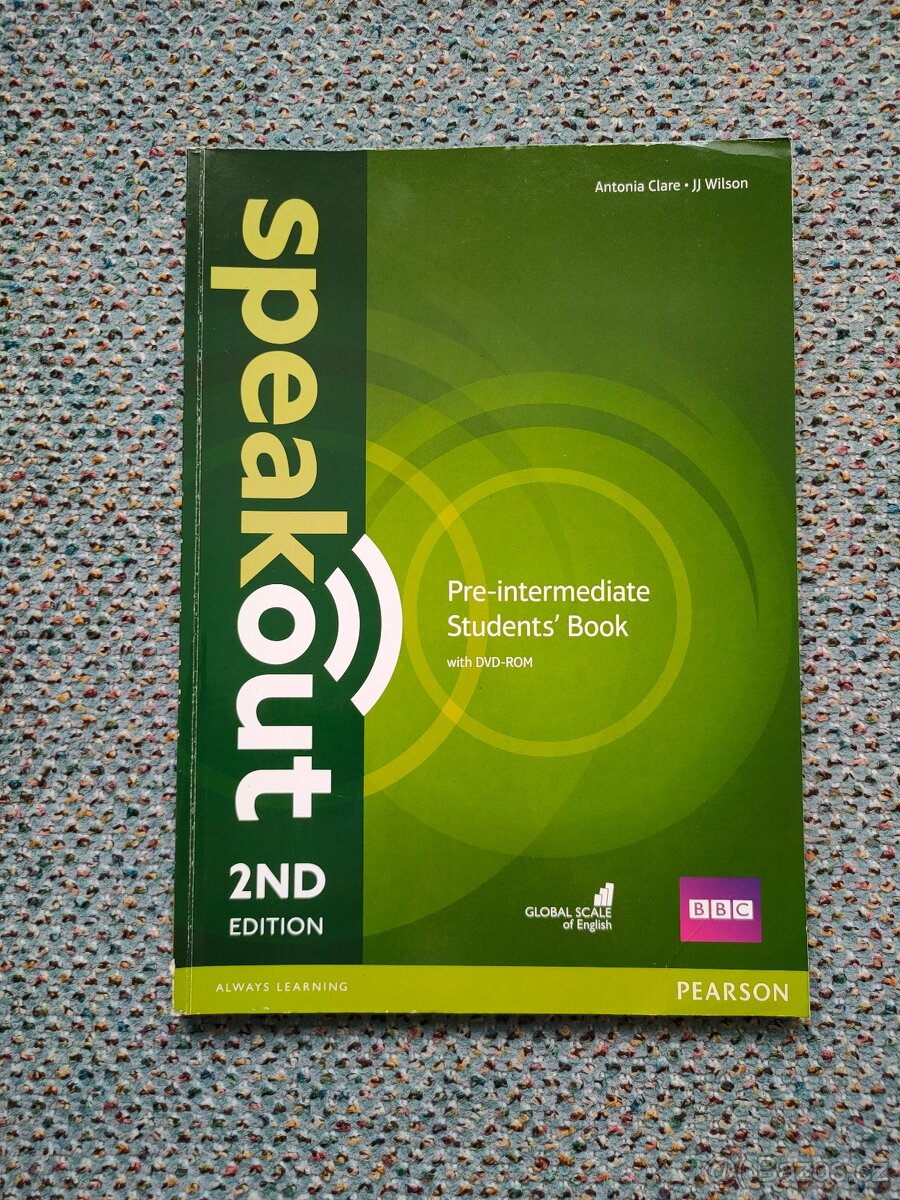 Antonia Clare • JJ Wilson
speakout
Pre-intermediate
Students' Book
with DVD-ROM
2ND
EDITION
GLOBAL SCALE
of English
BBC
ALWAYS LEARNING
PEARSON